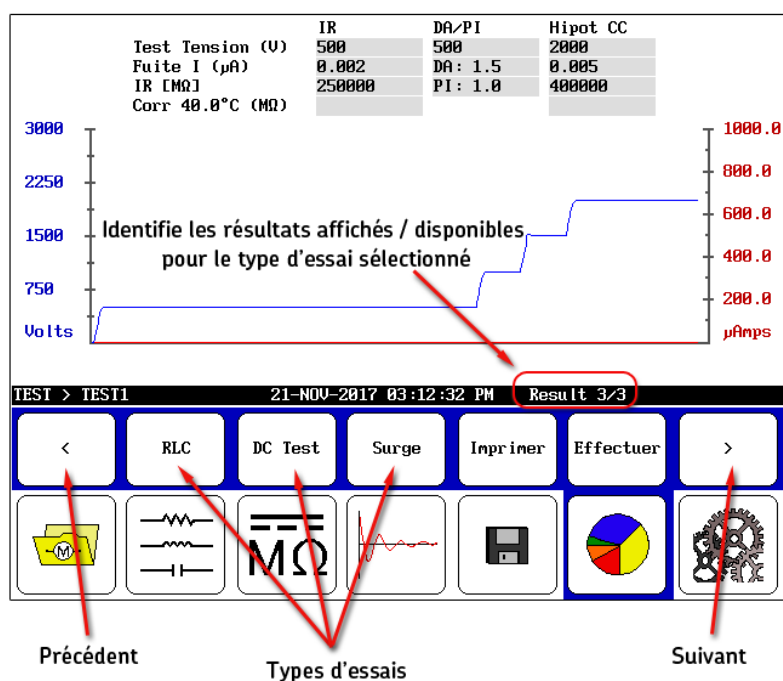 IR DA/PI Hipot CC
Test Tension (V) 500 500 2000
Fuite I (µA) 0.002 DA: 1.5 0.005
IR [MΩ] 250000 PI: 1.0 400000
Corr 40.0°C (MΩ)
3000 1000.0
2250 800.0
600.0
1500 Identifie les résultats affichés / disponibles
pour le type d'essai sélectionné 400.0
750 200.0
Volts µAmps
TEST > TEST1 21-NOV-2017 03:12:32 PM Result 3/3
< RLC DC Test Surge Imprimer Effectuer >
M MΩ
Précédent Types d'essais Suivant